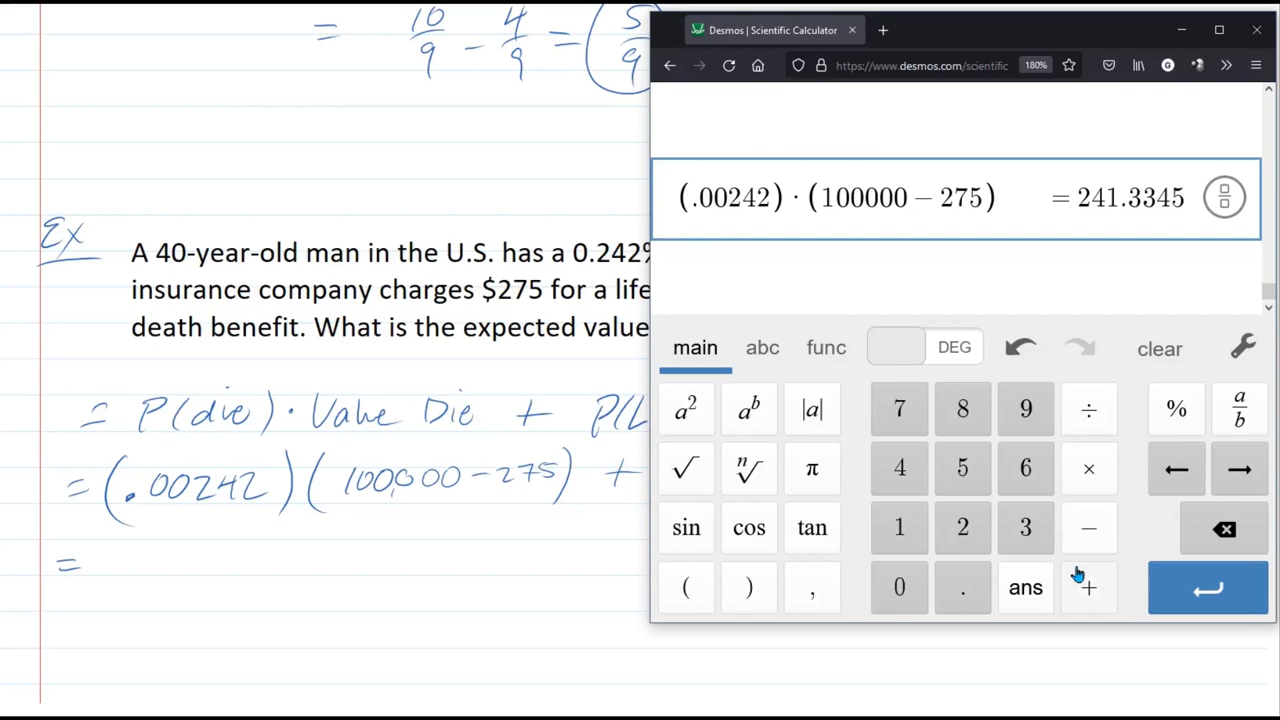 = 10/9 - 4/9 = 5/9
Desmos | Scientific Calculator
https://www.desmos.com/scientific 180%
(.00242) · (100000 − 275) = 241.3345
Ex
A 40-year-old man in the U.S. has a 0.242%
insurance company charges $275 for a life
death benefit. What is the expected value
main abc func DEG clear
= P(die) · Value Die + P(L
= (.00242)(100,000 - 275) +
=
a² aᵇ |a| 7 8 9 ÷ % a/b
√ ⁿ√ π 4 5 6 × ← →
sin cos tan 1 2 3 −
( ) , 0 . ans +